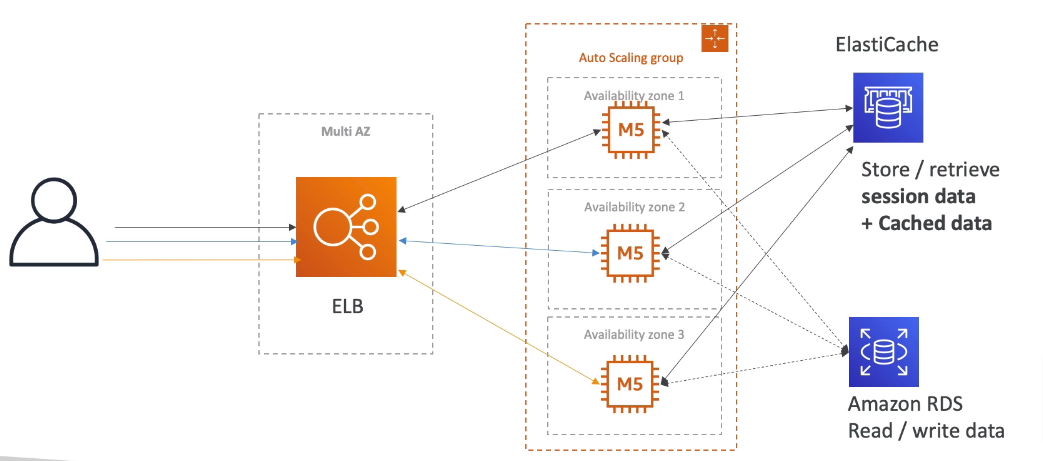 Multi AZ
ELB
Auto Scaling group
Availability zone 1
M5
Availability zone 2
M5
Availability zone 3
M5
ElastiCache
Store / retrieve
session data
+ Cached data
Amazon RDS
Read / write data